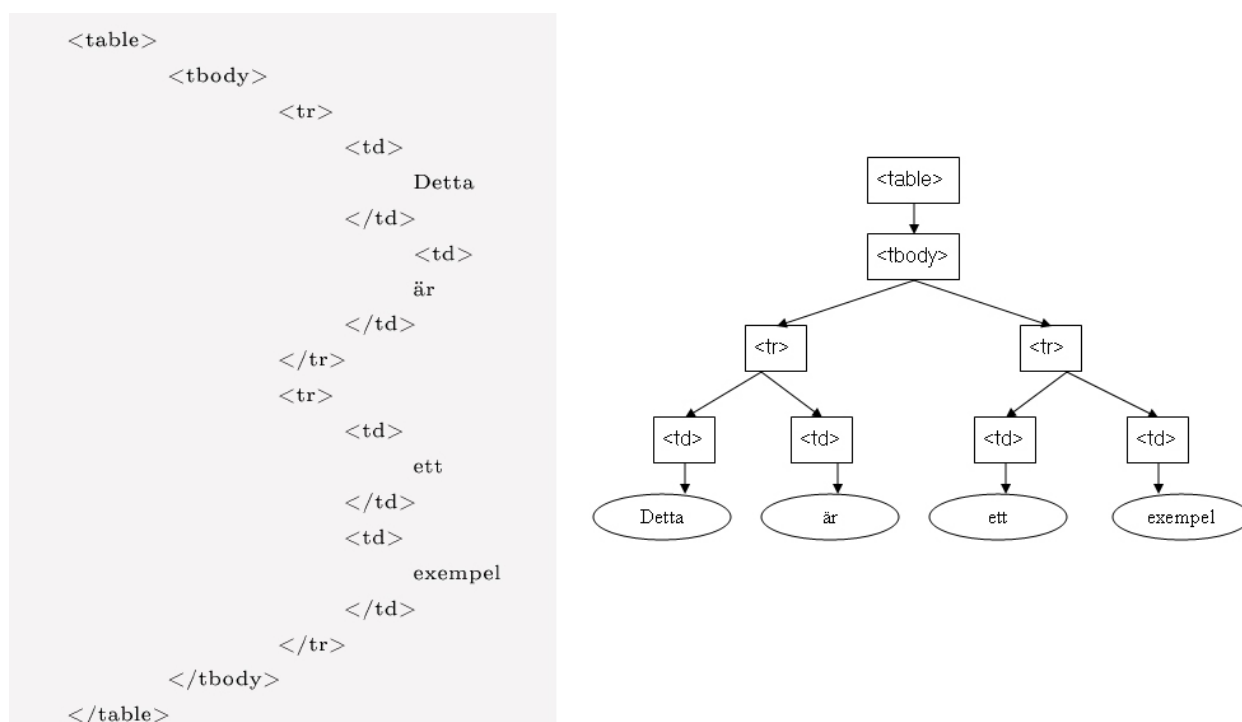 <table>
<tbody>
<tr>
<td>
Detta
</td>
<td>
är
</td>
</tr>
<tr>
<td>
ett
</td>
<td>
exempel
</td>
</tr>
</tbody>
</table>
<table>
<tbody>
<tr> <tr>
<td> <td> <td> <td>
Detta är ett exempel